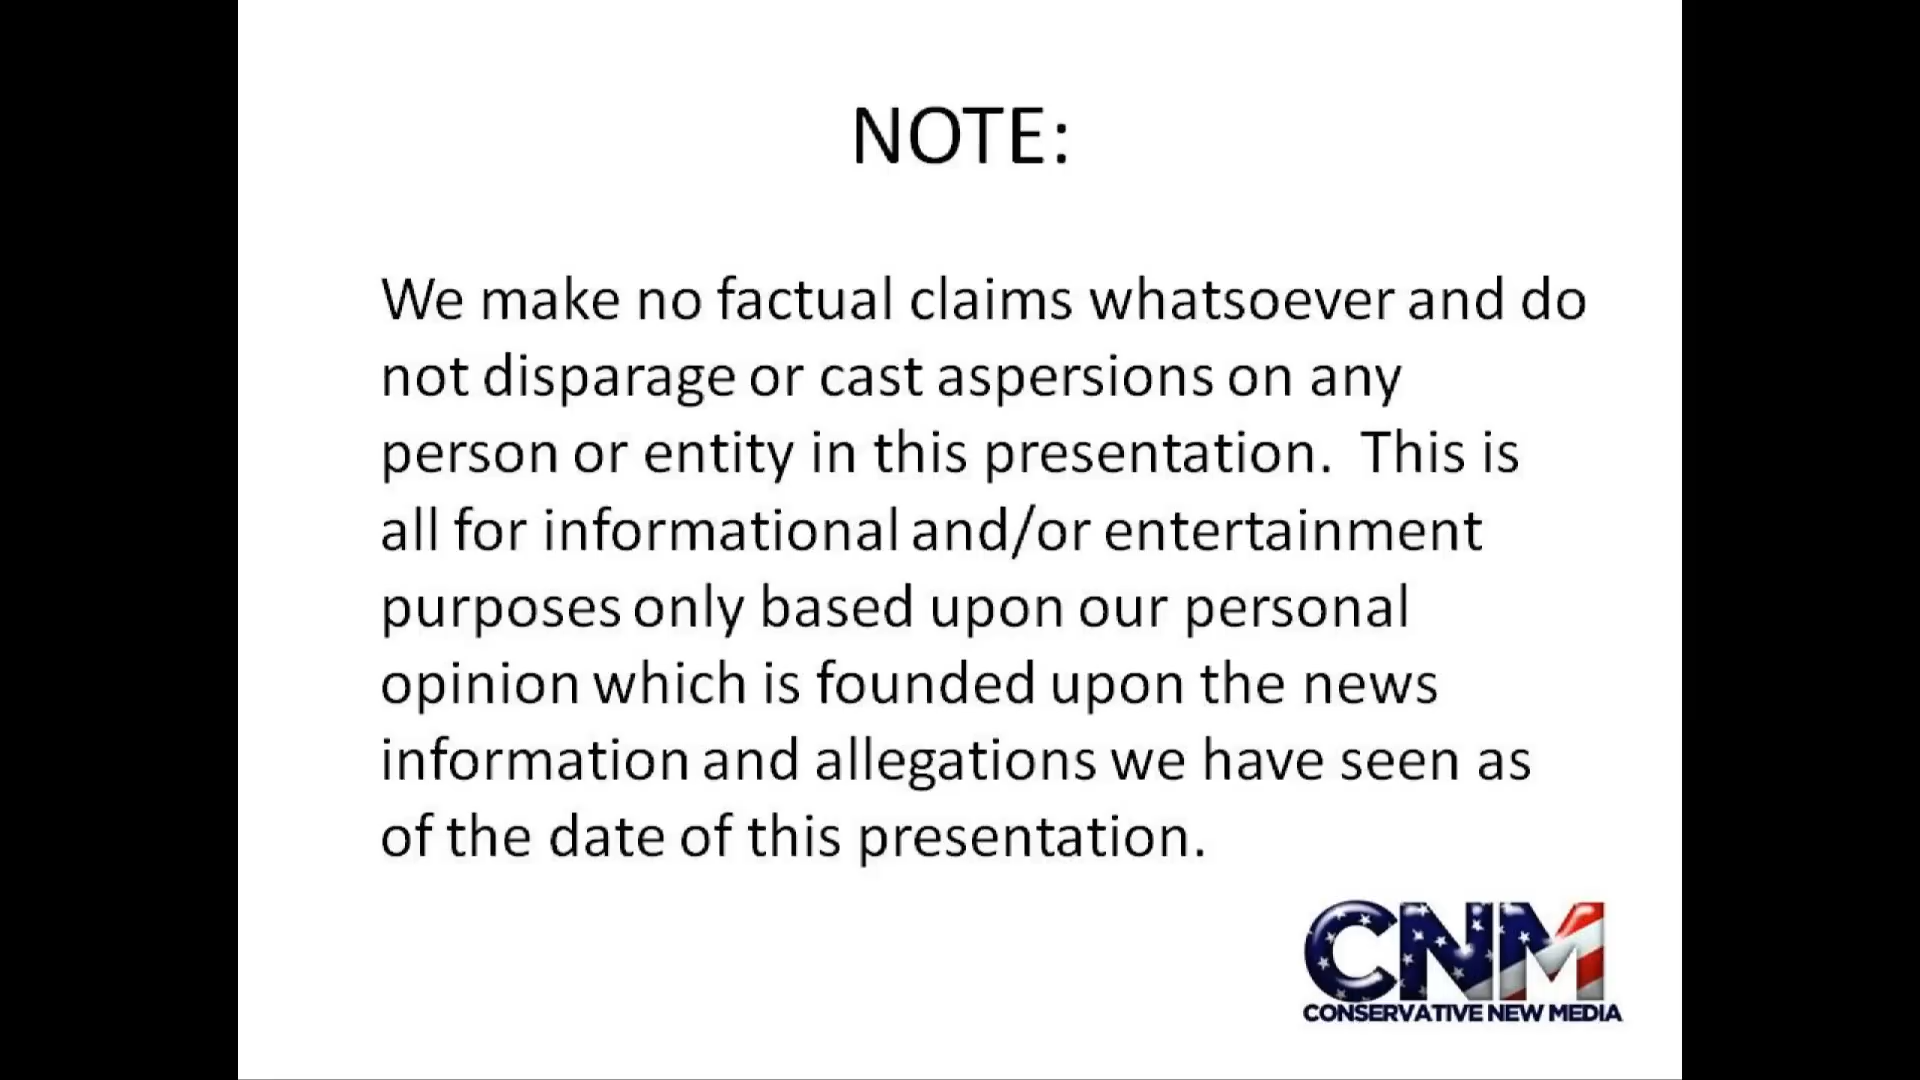 NOTE:
We make no factual claims whatsoever and do
not disparage or cast aspersions on any
person or entity in this presentation.  This is
all for informational and/or entertainment
purposes only based upon our personal
opinion which is founded upon the news
information and allegations we have seen as
of the date of this presentation.
CNM
CONSERVATIVE NEW MEDIA